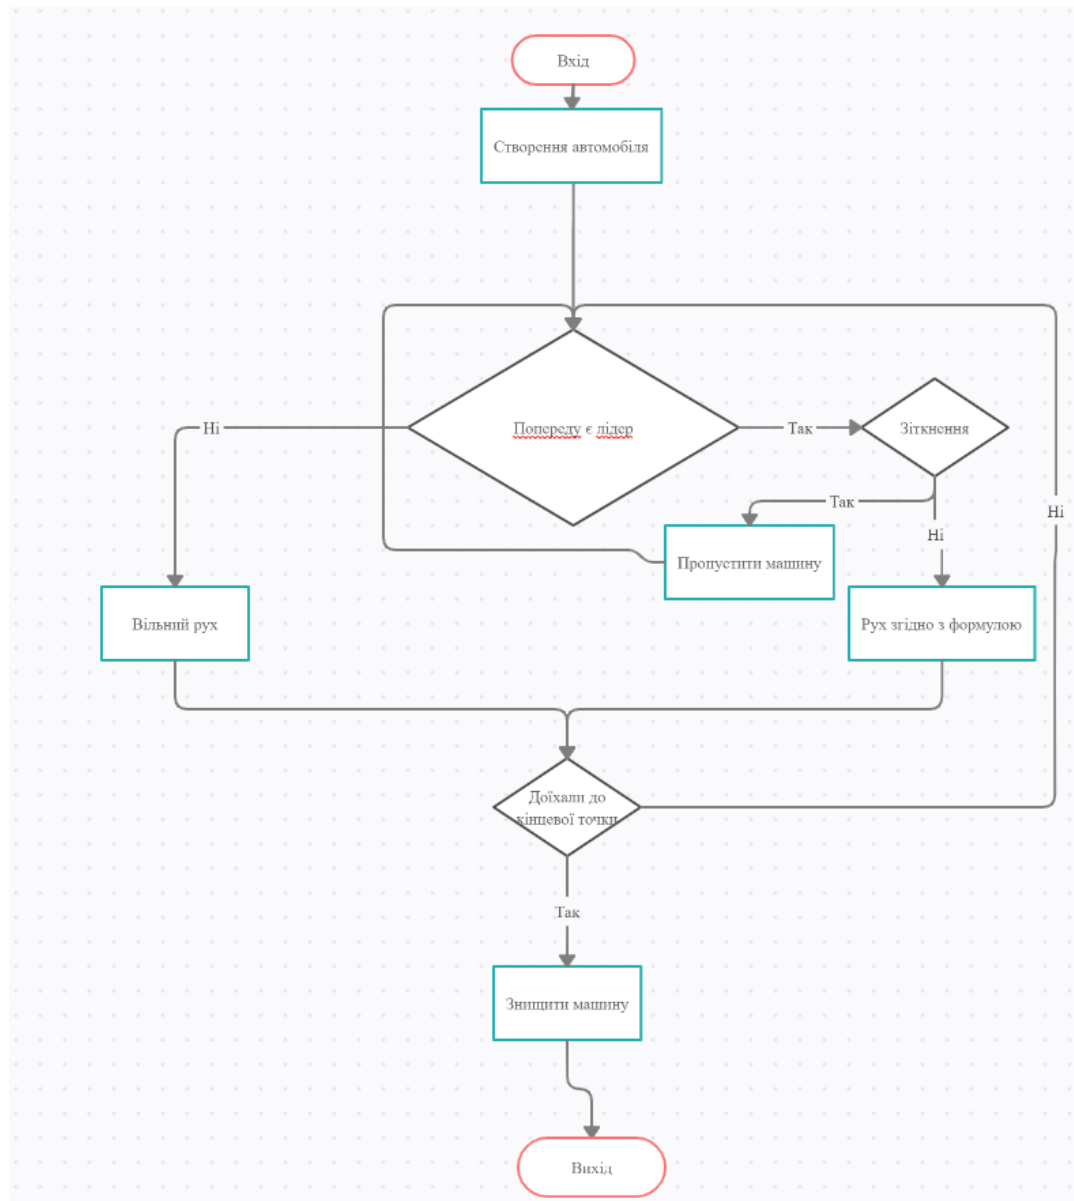 Вхід
Створення автомобіля
Попереду є лідер
Ні
Так
Зіткнення
Так
Ні
Ні
Пропустити машину
Вільний рух
Рух згідно з формулою
Доїхали до
кінцевої точки
Так
Знищити машину
Вихід